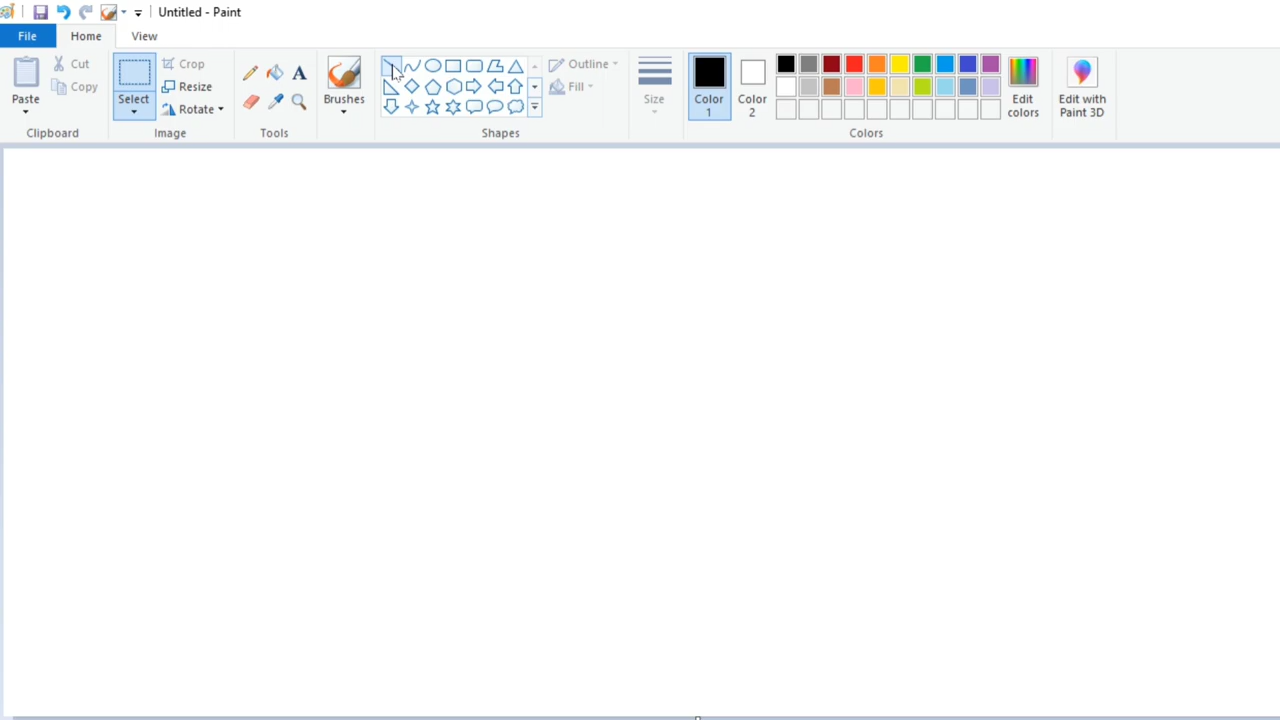 Untitled - Paint
File Home View
Paste
Cut
Copy
Clipboard
Select
Crop
Resize
Rotate
Image
A
Tools
Brushes
Outline
Fill
Shapes
Size
Color 1
Color 2
Edit colors
Colors
Edit with Paint 3D